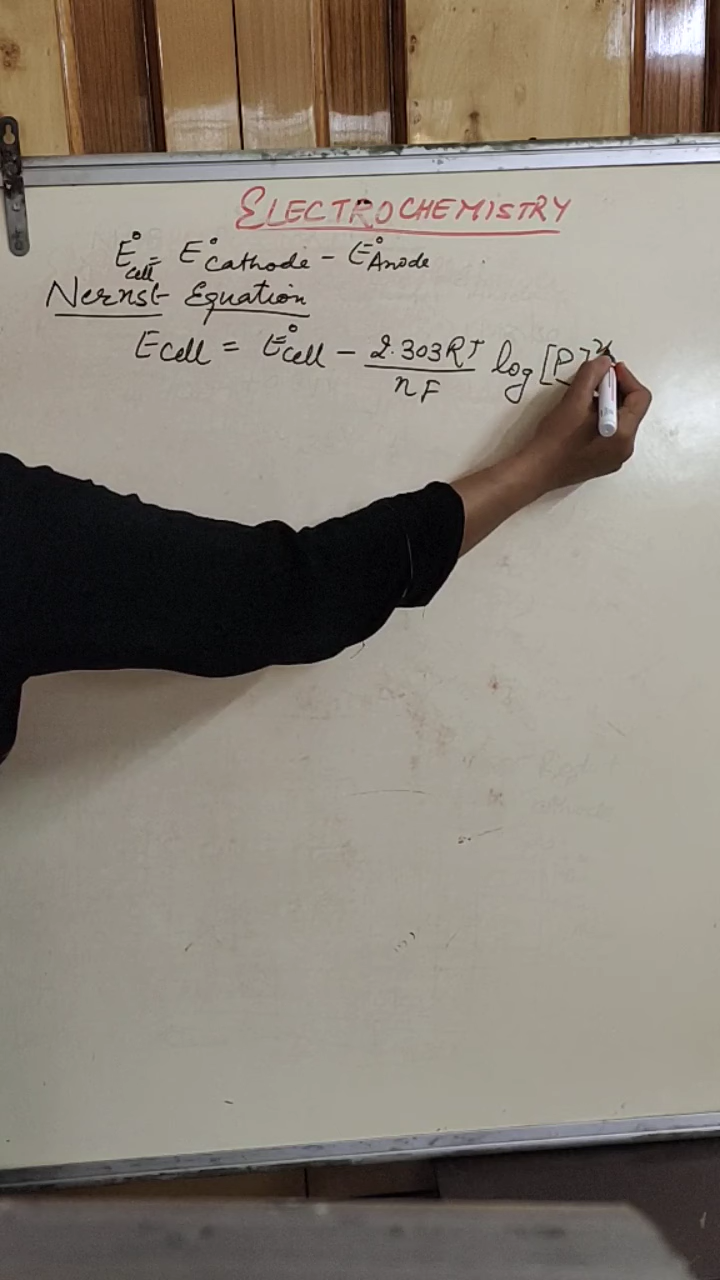 ELECTROCHEMISTRY
E°cell = E°Cathode - E°Anode
Nernst Equation
Ecell = E°cell - 2.303RT/nF log [P]